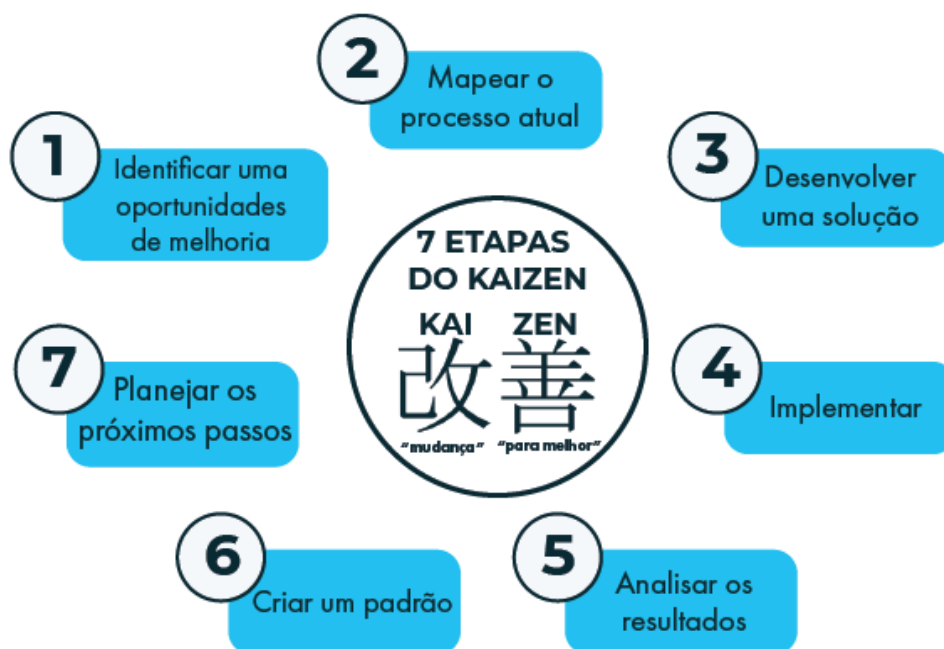 7 ETAPAS
DO KAIZEN
KAI ZEN
改善
“mudança” “para melhor”
1
Identificar uma
oportunidades
de melhoria
2
Mapear o
processo atual
3
Desenvolver
uma solução
4
Implementar
5
Analisar os
resultados
6
Criar um padrão
7
Planejar os
próximos passos